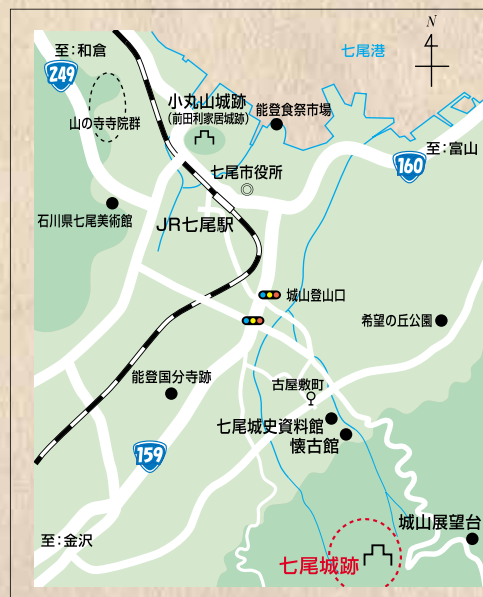 N
七尾港
至：和倉
249
小丸山城跡
(前田利家居城跡)
能登食祭市場
山の寺寺院群
至：富山
160
七尾市役所
石川県七尾美術館
JR七尾駅
城山登山口
希望の丘公園
能登国分寺跡
古屋敷町
七尾城史資料館
懐古館
159
城山展望台
至：金沢
七尾城跡